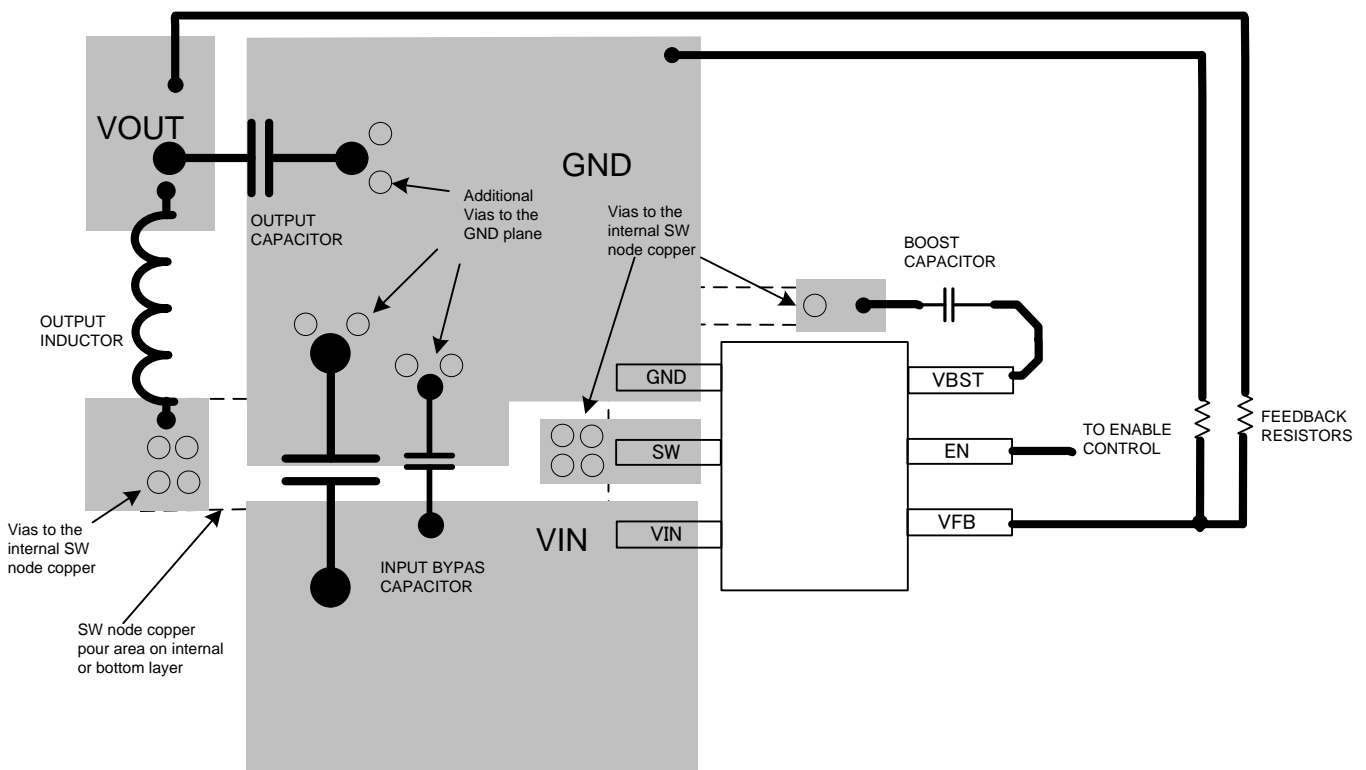 VOUT
GND
OUTPUT
CAPACITOR
Additional
Vias to the
GND plane
Vias to the
internal SW
node copper
BOOST
CAPACITOR
OUTPUT
INDUCTOR
GND
VBST
SW
EN
TO ENABLE
CONTROL
FEEDBACK
RESISTORS
VIN
VIN
VFB
Vias to the
internal SW
node copper
INPUT BYPAS
CAPACITOR
SW node copper
pour area on internal
or bottom layer